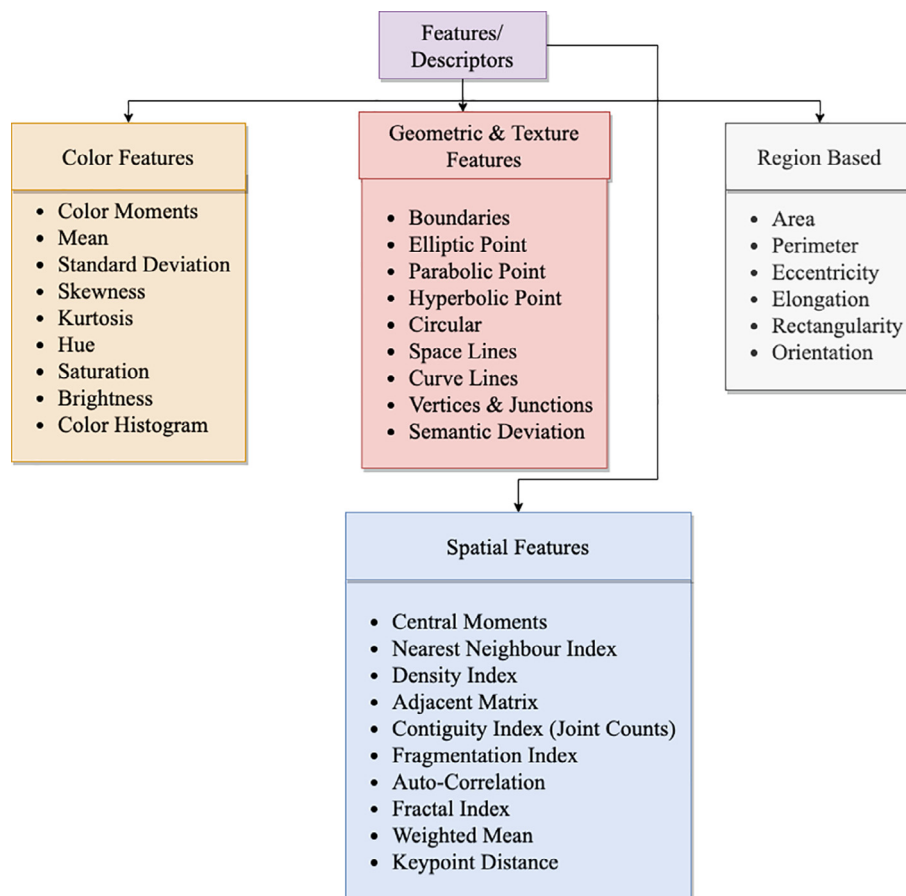 Features/
Descriptors
Color Features
• Color Moments
• Mean
• Standard Deviation
• Skewness
• Kurtosis
• Hue
• Saturation
• Brightness
• Color Histogram
Geometric & Texture
Features
• Boundaries
• Elliptic Point
• Parabolic Point
• Hyperbolic Point
• Circular
• Space Lines
• Curve Lines
• Vertices & Junctions
• Semantic Deviation
Region Based
• Area
• Perimeter
• Eccentricity
• Elongation
• Rectangularity
• Orientation
Spatial Features
• Central Moments
• Nearest Neighbour Index
• Density Index
• Adjacent Matrix
• Contiguity Index (Joint Counts)
• Fragmentation Index
• Auto-Correlation
• Fractal Index
• Weighted Mean
• Keypoint Distance